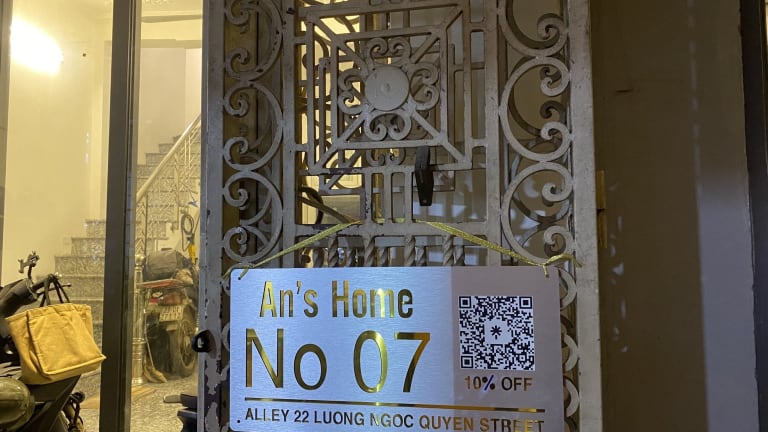 An's Home
No 07
10% OFF
ALLEY 22 LUONG NGOC QUYEN STREET